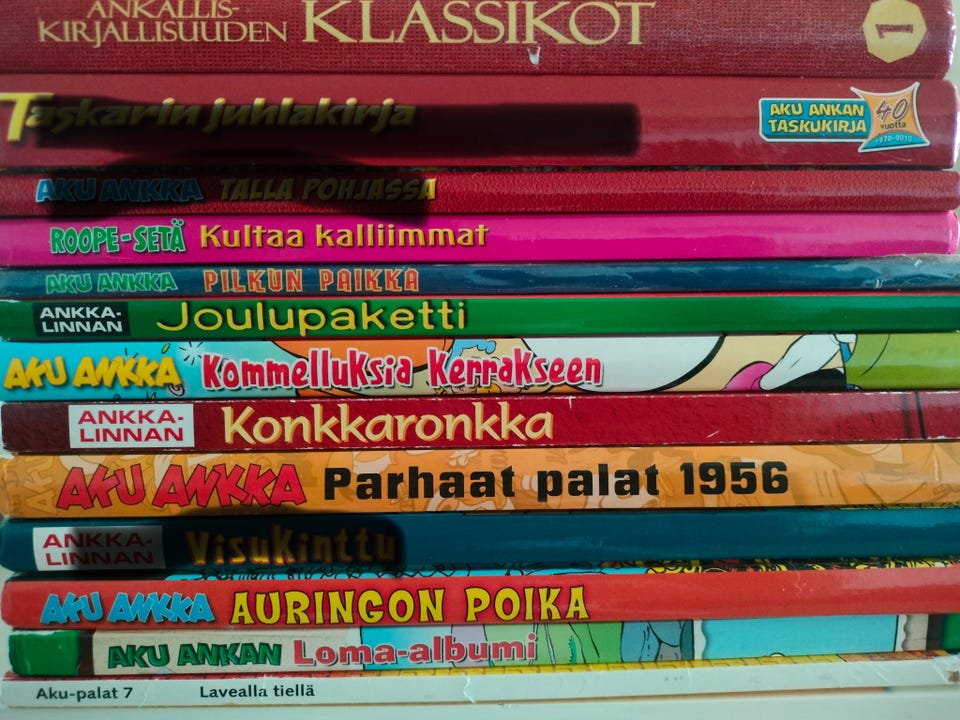 ANKALLIS-
KIRJALLISUUDEN KLASSIKOT 1
Taskarin juhlakirja AKU ANKAN
TASKUKIRJA 40
vuotta
1970-2010
AKU ANKKA TALLA POHJASSA
ROOPE-SETÄ Kultaa kalliimmat
AKU ANKKA PILKUN PAIKKA
ANKKA-
LINNAN Joulupaketti
AKU ANKKA Kommelluksia Kerrakseen
ANKKA-
LINNAN Konkkaronkka
AKU ANKKA Parhaat palat 1956
ANKKA-
LINNAN Visukinttu
AKU ANKKA AURINGON POIKA
AKU ANKAN Loma-albumi
Aku-palat 7 Lavealla tiellä